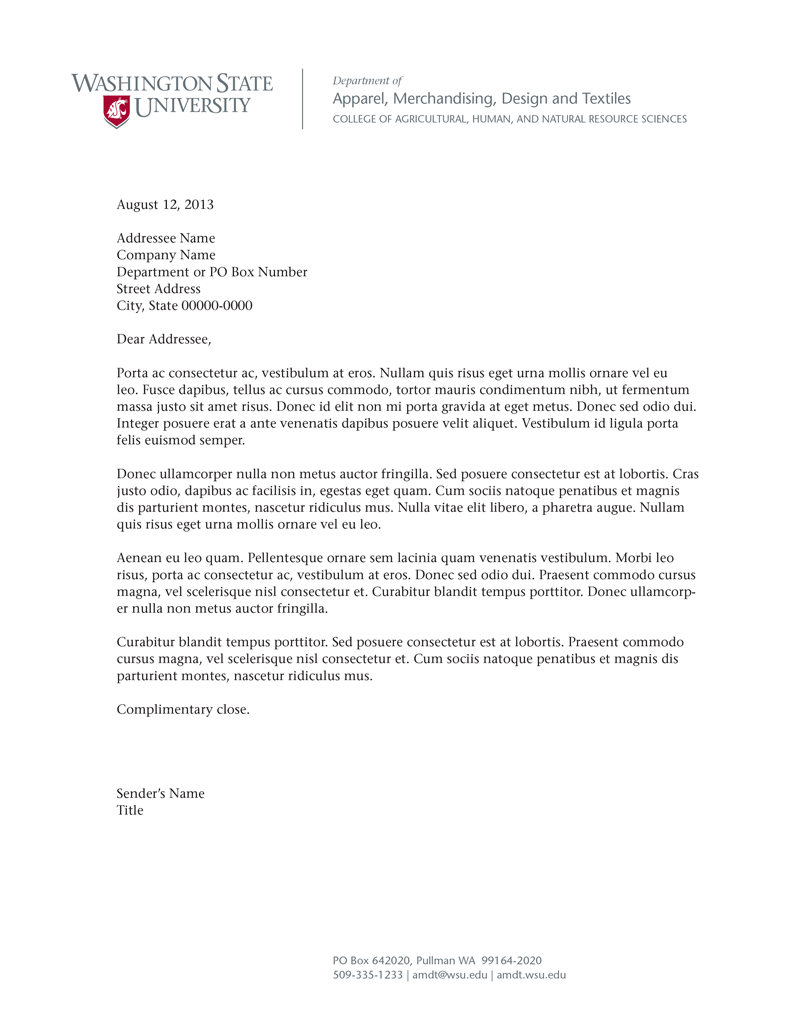 WASHINGTON STATE
UNIVERSITY
Department of
Apparel, Merchandising, Design and Textiles
COLLEGE OF AGRICULTURAL, HUMAN, AND NATURAL RESOURCE SCIENCES
August 12, 2013
Addressee Name
Company Name
Department or PO Box Number
Street Address
City, State 00000-0000
Dear Addressee,
Porta ac consectetur ac, vestibulum at eros. Nullam quis risus eget urna mollis ornare vel eu
leo. Fusce dapibus, tellus ac cursus commodo, tortor mauris condimentum nibh, ut fermentum
massa justo sit amet risus. Donec id elit non mi porta gravida at eget metus. Donec sed odio dui.
Integer posuere erat a ante venenatis dapibus posuere velit aliquet. Vestibulum id ligula porta
felis euismod semper.
Donec ullamcorper nulla non metus auctor fringilla. Sed posuere consectetur est at lobortis. Cras
justo odio, dapibus ac facilisis in, egestas eget quam. Cum sociis natoque penatibus et magnis
dis parturient montes, nascetur ridiculus mus. Nulla vitae elit libero, a pharetra augue. Nullam
quis risus eget urna mollis ornare vel eu leo.
Aenean eu leo quam. Pellentesque ornare sem lacinia quam venenatis vestibulum. Morbi leo
risus, porta ac consectetur ac, vestibulum at eros. Donec sed odio dui. Praesent commodo cursus
magna, vel scelerisque nisl consectetur et. Curabitur blandit tempus porttitor. Donec ullamcorp-
er nulla non metus auctor fringilla.
Curabitur blandit tempus porttitor. Sed posuere consectetur est at lobortis. Praesent commodo
cursus magna, vel scelerisque nisl consectetur et. Cum sociis natoque penatibus et magnis dis
parturient montes, nascetur ridiculus mus.
Complimentary close.
Sender's Name
Title
PO Box 642020, Pullman WA 99164-2020
509-335-1233 | amdt@wsu.edu | amdt.wsu.edu